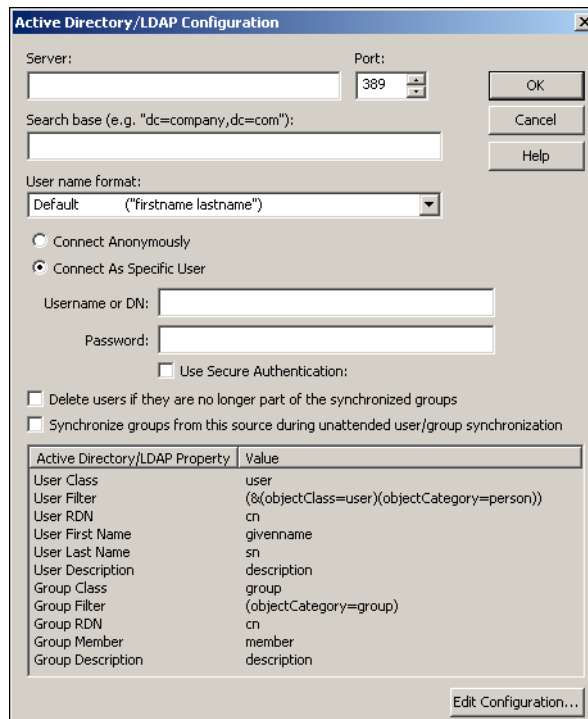 Active Directory/LDAP Configuration
Server: Port:
389
OK
Search base (e.g. "dc=company,dc=com"):
Cancel
Help
User name format:
Default ("firstname lastname")
Connect Anonymously
Connect As Specific User
Username or DN:
Password:
Use Secure Authentication:
Delete users if they are no longer part of the synchronized groups
Synchronize groups from this source during unattended user/group synchronization
Active Directory/LDAP Property Value
User Class user
User Filter (&(objectClass=user)(objectCategory=person))
User RDN cn
User First Name givenname
User Last Name sn
User Description description
Group Class group
Group Filter (objectCategory=group)
Group RDN cn
Group Member member
Group Description description
Edit Configuration...